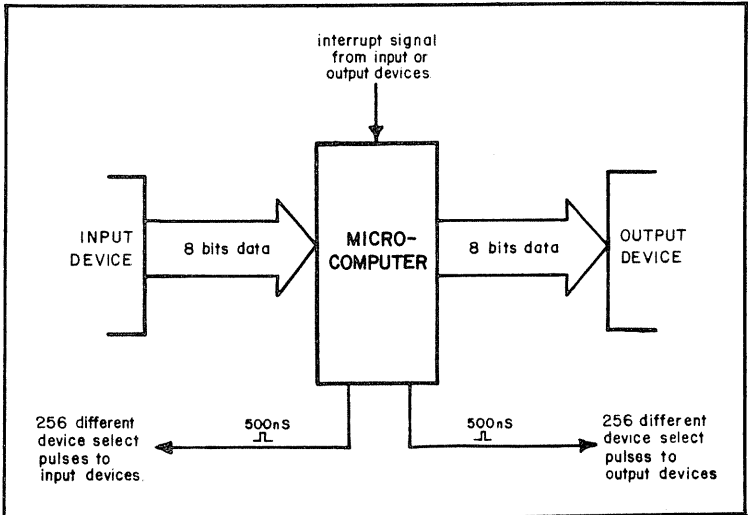 interrupt signal
from input or
output devices.
INPUT
DEVICE
8 bits data
MICRO-
COMPUTER
8 bits data
OUTPUT
DEVICE
256 different
device select
pulses to
input devices.
500nS
500nS
256 different
device select
pulses to
output devices